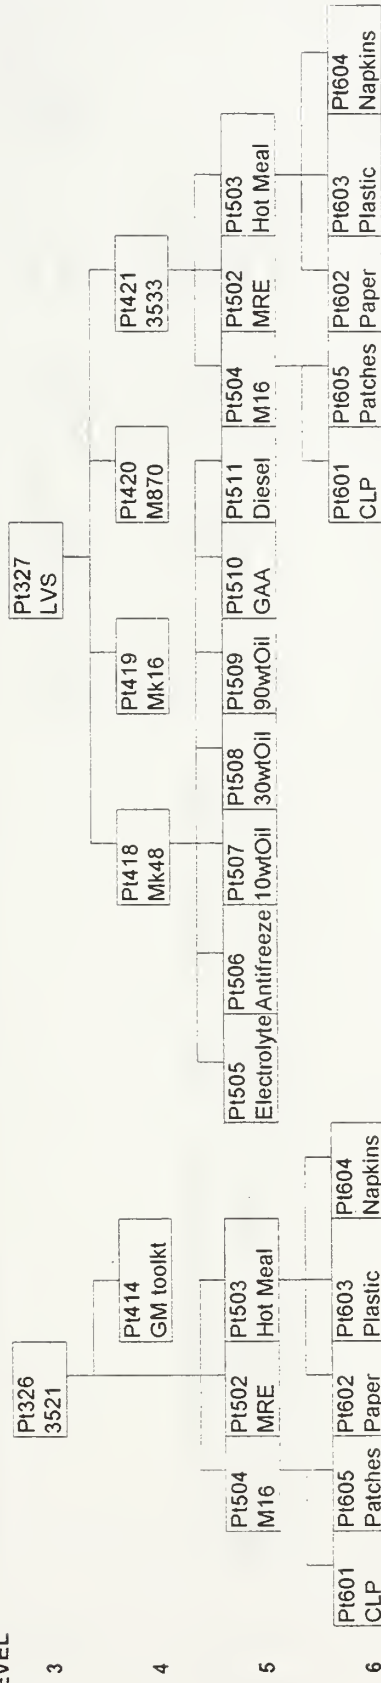 EVEL
3
Pt326
3521
Pt327
LVS
4
Pt414
GM toolkt
Pt418
Mk48
Pt419
Mk16
Pt420
M870
Pt421
3533
5
Pt504
M16
Pt502
MRE
Pt503
Hot Meal
Pt505
Electrolyte
Pt506
Antifreeze
Pt507
10wtOil
Pt508
30wtOil
Pt509
90wtOil
Pt510
GAA
Pt511
Diesel
Pt504
M16
Pt502
MRE
Pt503
Hot Meal
6
Pt601
CLP
Pt605
Patches
Pt602
Paper
Pt603
Plastic
Pt604
Napkins
Pt601
CLP
Pt605
Patches
Pt602
Paper
Pt603
Plastic
Pt604
Napkins